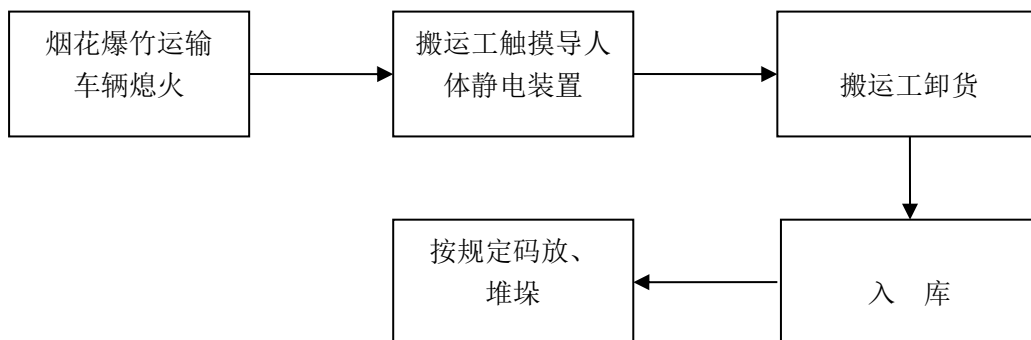 烟花爆竹运输
车辆熄火
搬运工触摸导人
体静电装置
搬运工卸货
入 库
按规定码放、
堆垛